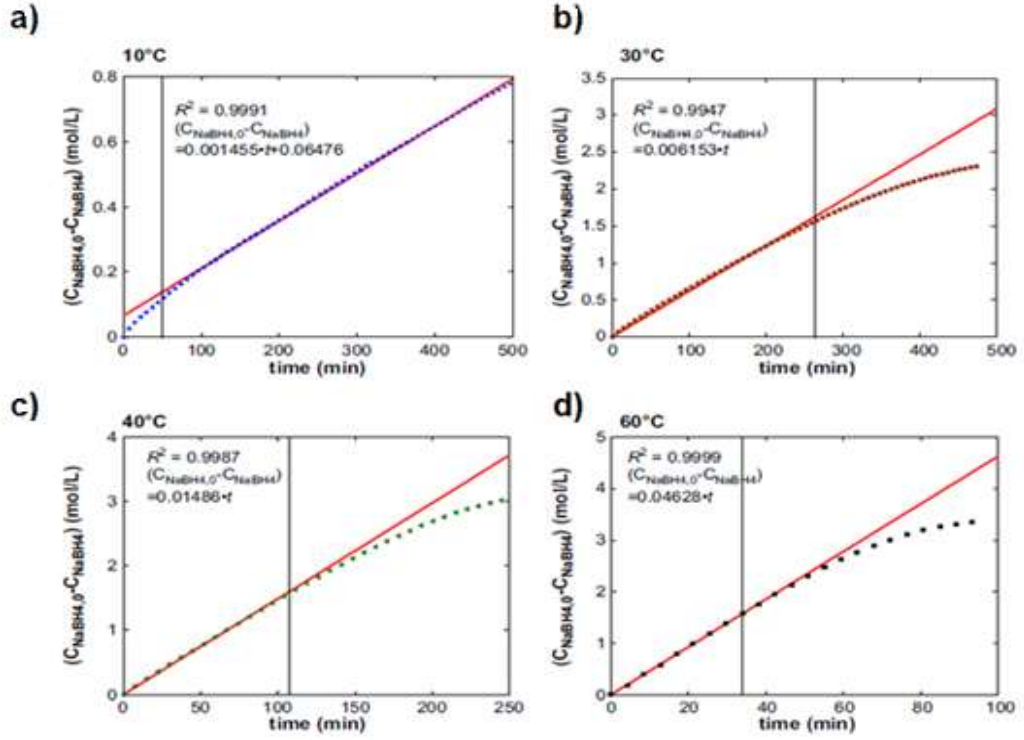 a)
10°C
(C_NaBH4,0-C_NaBH4) (mol/L)
0.8
0.6
0.4
0.2
0
R² = 0.9991
(C_NaBH4,0-C_NaBH4)
=0.001455•t+0.06476
0 100 200 300 400 500
time (min)
b)
30°C
(C_NaBH4,0-C_NaBH4) (mol/L)
3.5
3
2.5
2
1.5
1
0.5
0
R² = 0.9947
(C_NaBH4,0-C_NaBH4)
=0.006153•t
0 100 200 300 400 500
time (min)
c)
40°C
(C_NaBH4,0-C_NaBH4) (mol/L)
4
3
2
1
0
R² = 0.9987
(C_NaBH4,0-C_NaBH4)
=0.01486•t
0 50 100 150 200 250
time (min)
d)
60°C
(C_NaBH4,0-C_NaBH4) (mol/L)
5
4
3
2
1
0
R² = 0.9999
(C_NaBH4,0-C_NaBH4)
=0.04628•t
0 20 40 60 80 100
time (min)